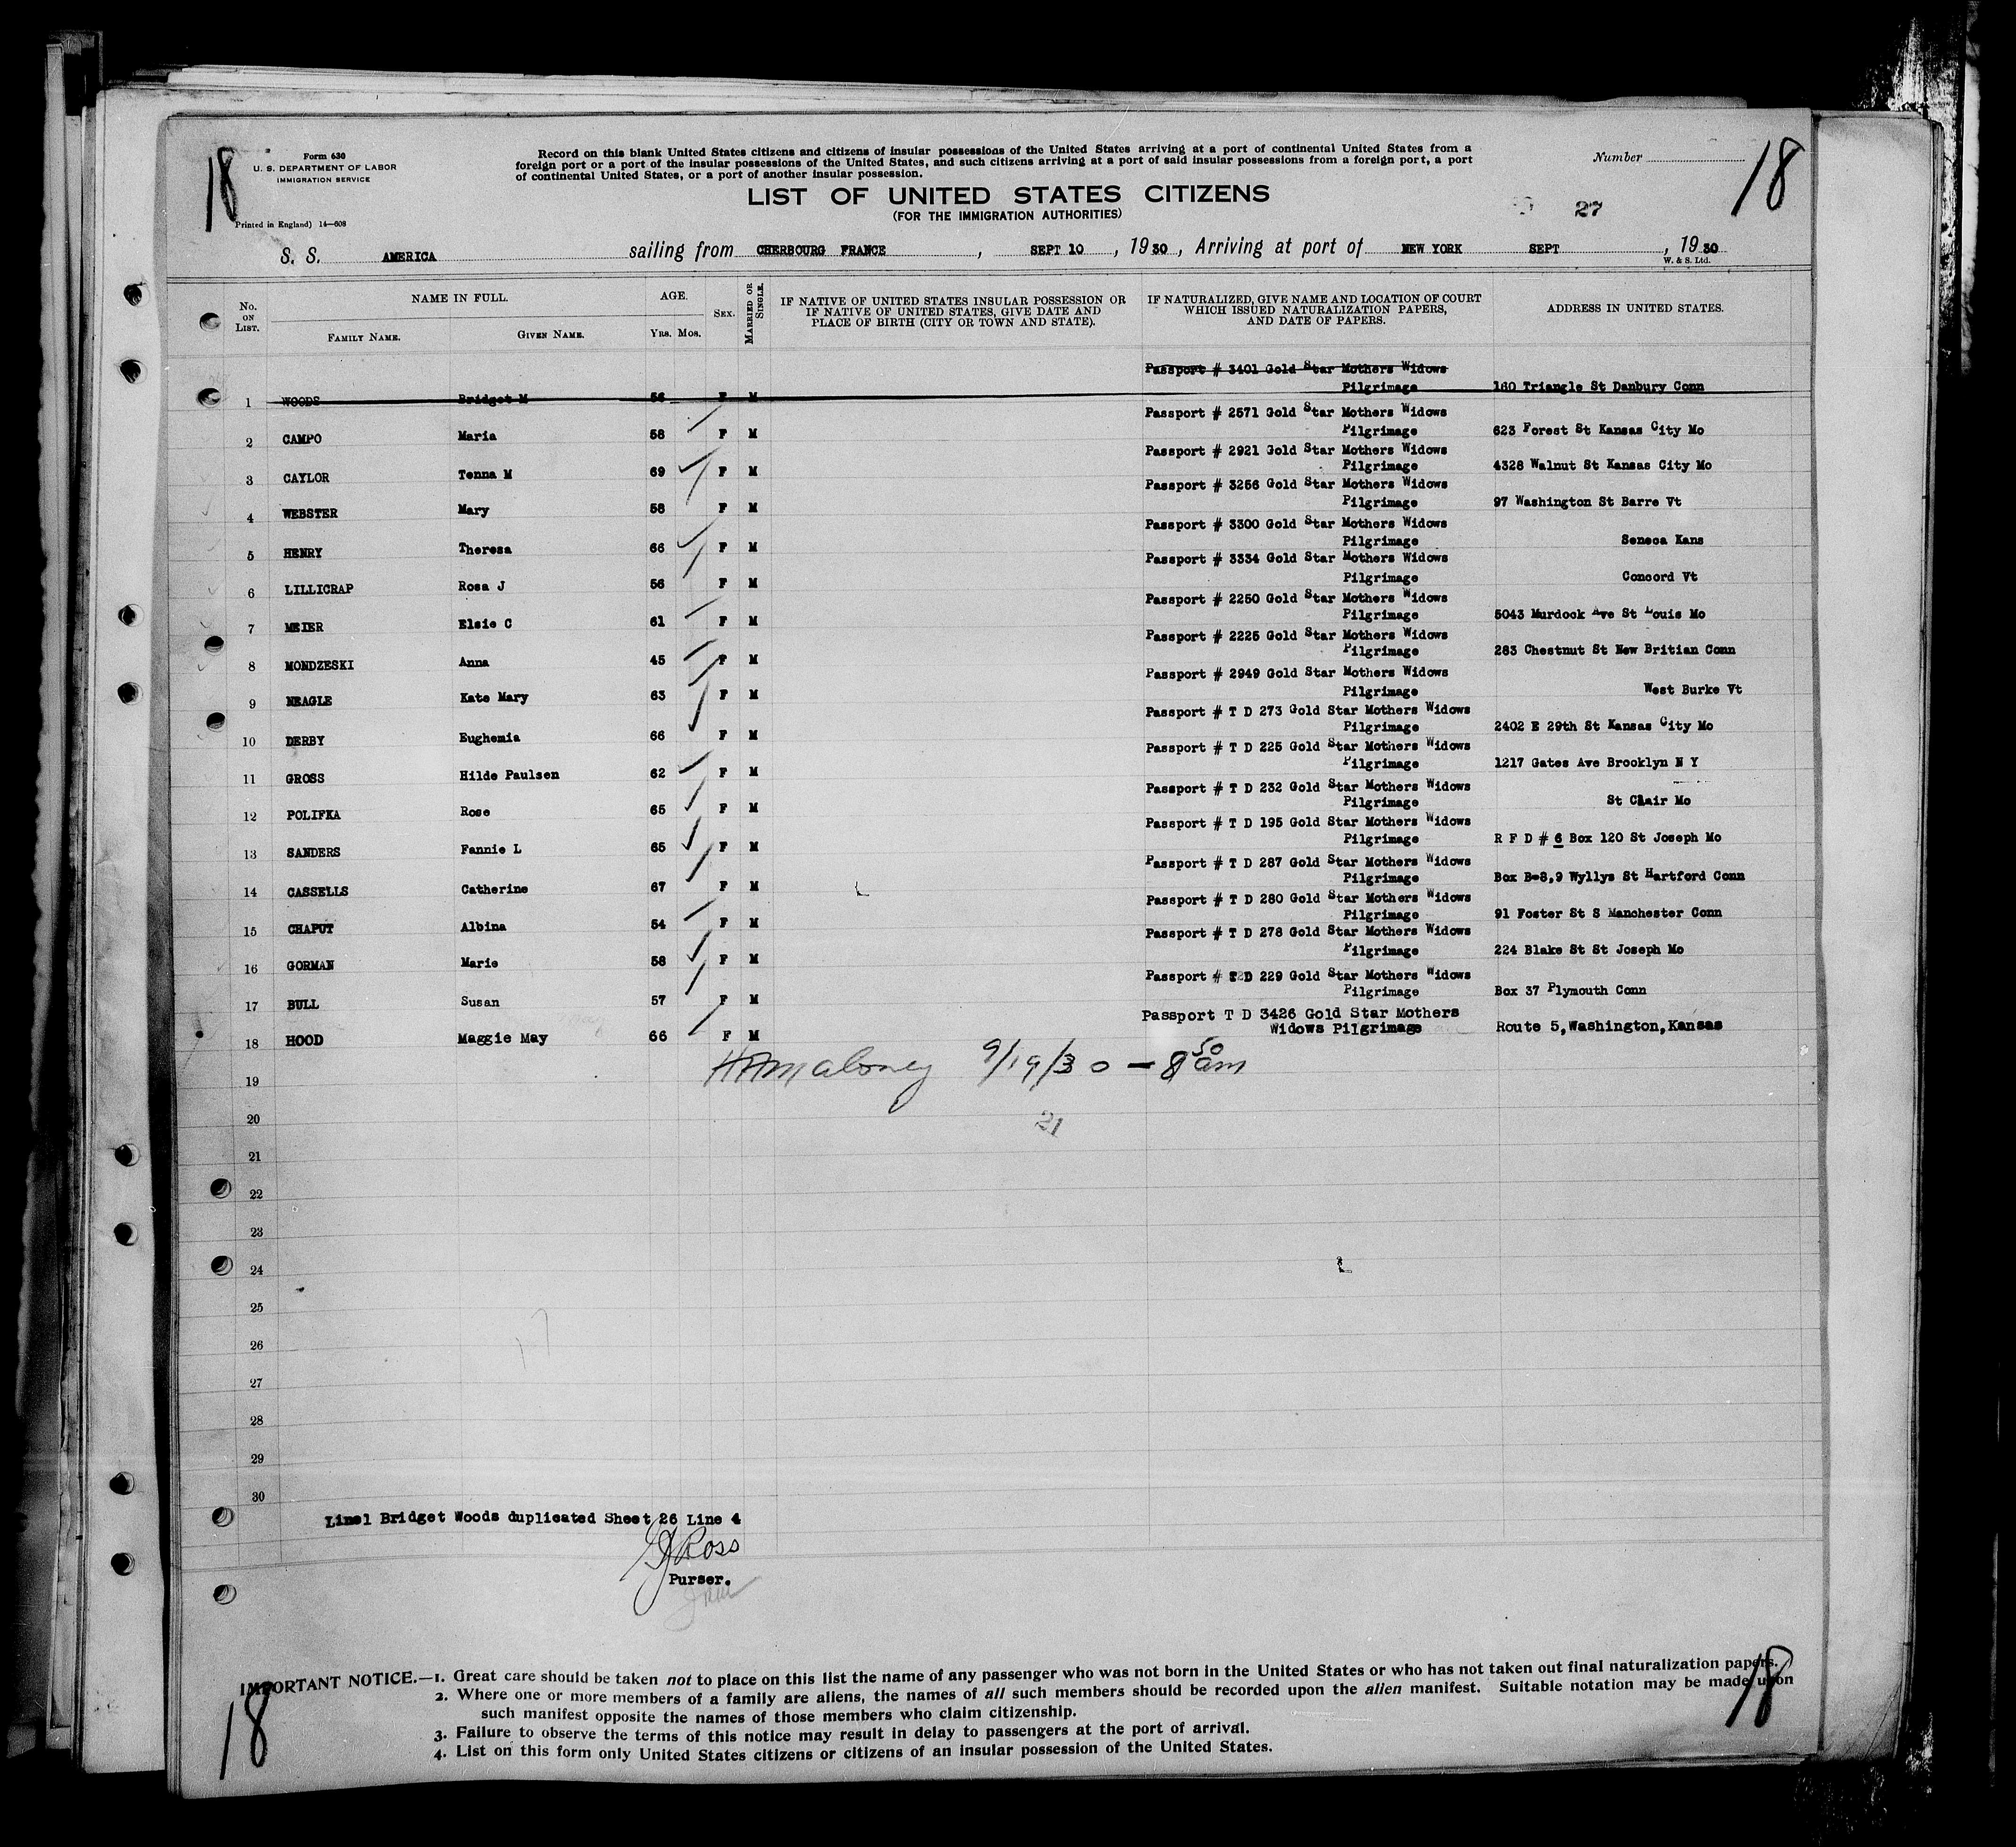 18
Form 630
U. S. DEPARTMENT OF LABOR
IMMIGRATION SERVICE
Printed in England) 14—608
Record on this blank United States citizens and citizens of insular possessions of the United States arriving at a port of continental United States from a
foreign port or a port of the insular possessions of the United States, and such citizens arriving at a port of said insular possessions from a foreign port, a port
of continental United States, or a port of another insular possession.
Number
18
LIST OF UNITED STATES CITIZENS
(FOR THE IMMIGRATION AUTHORITIES)
27
S. S. AMERICA sailing from CHERBOURG FRANCE , SEPT 10 , 19 30 , Arriving at port of NEW YORK SEPT , 19 30
W. & S. Ltd.
No. ON LIST. NAME IN FULL. FAMILY NAME. GIVEN NAME. AGE. YRS. MOS. SEX. MARRIED OR SINGLE. IF NATIVE OF UNITED STATES INSULAR POSSESSION OR IF NATIVE OF UNITED STATES, GIVE DATE AND PLACE OF BIRTH (CITY OR TOWN AND STATE). IF NATURALIZED, GIVE NAME AND LOCATION OF COURT WHICH ISSUED NATURALIZATION PAPERS, AND DATE OF PAPERS. ADDRESS IN UNITED STATES.
Passport # 3401 Gold Star Mothers Widows
1 WOODS Bridget M 56 F M Pilgrimage 160 Triangle St Danbury Conn
Passport # 2571 Gold Star Mothers Widows
2 CAMPO Maria 58 F M Pilgrimage 623 Forest St Kansas City Mo
Passport # 2921 Gold Star Mothers Widows
3 CAYLOR Tenna M 69 F M Pilgrimage 4328 Walnut St Kansas City Mo
Passport # 3256 Gold Star Mothers Widows
4 WEBSTER Mary 58 F M Pilgrimage 97 Washington St Barre Vt
Passport # 3300 Gold Star Mothers Widows
5 HENRY Theresa 66 F M Pilgrimage Seneca Kans
Passport # 3334 Gold Star Mothers Widows
6 LILLICRAP Rosa J 56 F M Pilgrimage Concord Vt
Passport # 2250 Gold Star Mothers Widows
7 MEIER Elsie C 61 F M Pilgrimage 5043 Murdock Ave St Louis Mo
Passport # 2225 Gold Star Mothers Widows
8 MONDZESKI Anna 45 F M Pilgrimage 283 Chestnut St New Britian Conn
Passport # 2949 Gold Star Mothers Widows
9 NEAGLE Kate Mary 63 F M Pilgrimage West Burke Vt
Passport # T D 273 Gold Star Mothers Widows
10 DERBY Eughemia 66 F M Pilgrimage 2402 E 29th St Kansas City Mo
Passport # T D 225 Gold Star Mothers Widows
11 GROSS Hilde Paulsen 62 F M Pilgrimage 1217 Gates Ave Brooklyn N Y
Passport # T D 232 Gold Star Mothers Widows
12 POLIFKA Rose 65 F M Pilgrimage St Clair Mo
Passport # T D 195 Gold Star Mothers Widows
13 SANDERS Fannie L 65 F M Pilgrimage R F D # 6 Box 120 St Joseph Mo
Passport # T D 287 Gold Star Mothers Widows
14 CASSELLS Catherine 67 F M Pilgrimage Box B-8,9 Wyllys St Hartford Conn
Passport # T D 280 Gold Star Mothers Widows
15 CHAPUT Albina 54 F M Pilgrimage 91 Foster St S Manchester Conn
Passport # T D 278 Gold Star Mothers Widows
16 GORMAN Marie 58 F M Pilgrimage 224 Blake St St Joseph Mo
Passport # T D 229 Gold Star Mothers Widows
17 BULL Susan 57 F M Pilgrimage Box 37 Plymouth Conn
Passport T D 3426 Gold Star Mothers
18 HOOD Maggie May 66 F M Widows Pilgrimage Route 5,Washington,Kansas
19 HAMaloney 9/19/30 — 8 50 am
20
21
21
22
23
24
25
26
27
28
29
30
Line1 Bridget Woods duplicated Sheet 26 Line 4
Ross
Purser.
IMPORTANT NOTICE.—1. Great care should be taken not to place on this list the name of any passenger who was not born in the United States or who has not taken out final naturalization papers.
2. Where one or more members of a family are aliens, the names of all such members should be recorded upon the alien manifest. Suitable notation may be made upon
such manifest opposite the names of those members who claim citizenship.
3. Failure to observe the terms of this notice may result in delay to passengers at the port of arrival.
4. List on this form only United States citizens or citizens of an insular possession of the United States.
18
18